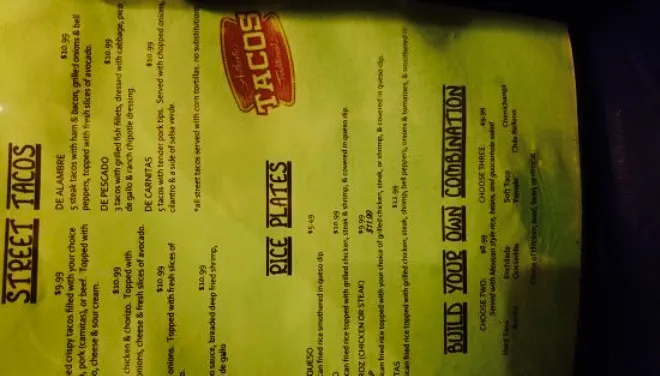 STREET TACOS
$9.99
ed crispy tacos filled with your choice
, pork (carnitas), or beef. Topped with
o, cheese & sour cream.
$10.99
chicken & chorizo. Topped with
onions, cheese & fresh slices of avocado.
$10.99
onions. Topped with fresh slices of
$10.99
sauce, breaded deep fried shrimp,
de gallo
DE ALAMBRE $10.99
5 steak tacos with ham & bacon, grilled onions & bell
peppers, topped with fresh slices of avocado.
DE PESCADO $10.99
3 tacos with grilled fish fillets, dressed with cabbage, pico
de gallo & ranch chipotle dressing.
DE CARNITAS $10.99
5 tacos with tender pork tips. Served with chopped onions,
cilantro & a side of salsa verde.
*all street tacos served with corn tortillas. no substitutions
TACOS
RICE PLATES
QUESO $5.49
can fried rice smothered in queso dip.
$10.99
can fried rice topped with grilled chicken, steak & shrimp, & covered in queso dip.
ROZ (CHICKEN OR STEAK) $9.99
P $11.99
can fried rice topped with your choice of grilled chicken, steak, or shrimp, & covered in queso dip.
TAS $12.99
can fried rice topped with grilled chicken, steak, shrimp, bell peppers, onions & tomatoes, & smothered in
BUILD YOUR OWN COMBINATION
CHOOSE TWO: $8.99 CHOOSE THREE: $9.99
Served with Mexican style rice, beans, and guacamole salad
Hard Taco Enchilada Soft Taco Chimichanga
Burrito Quesadilla Tamale Chile Relleno
Choice of chicken, beef, bean, or cheese.